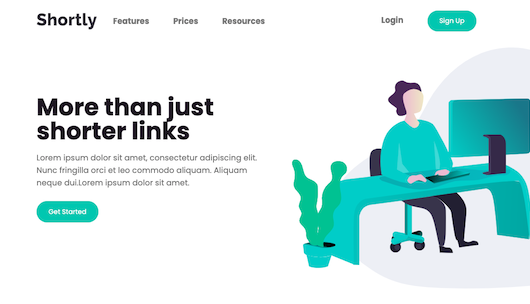 Shortly Features Prices Resources Login Sign Up
More than just
shorter links
Lorem ipsum dolor sit amet, consectetur adipiscing elit.
Nunc fringilla orci et leo commodo aliquam. Aliquam
neque dui.Lorem ipsum dolor sit amet.
Get Started